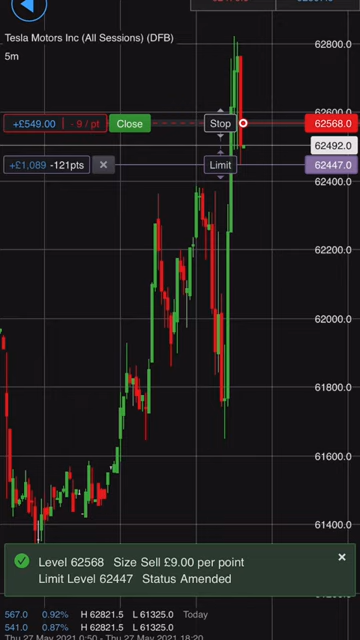 Tesla Motors Inc (All Sessions) (DFB)
5m
62800.0
62600.0
+£549.00 - 9 / pt Close Stop 62568.0
62492.0
+£1,089 -121pts × Limit 62447.0
62400.0
62200.0
62000.0
61800.0
61600.0
61400.0
Level 62568 Size Sell £9.00 per point ×
Limit Level 62447 Status Amended
567.0 0.92% H 62821.5 L 61325.0 Today
541.0 0.87% H 62821.5 L 61325.0
Thu 27 May 2021 0:50 - Thu 27 May 2021 18:20